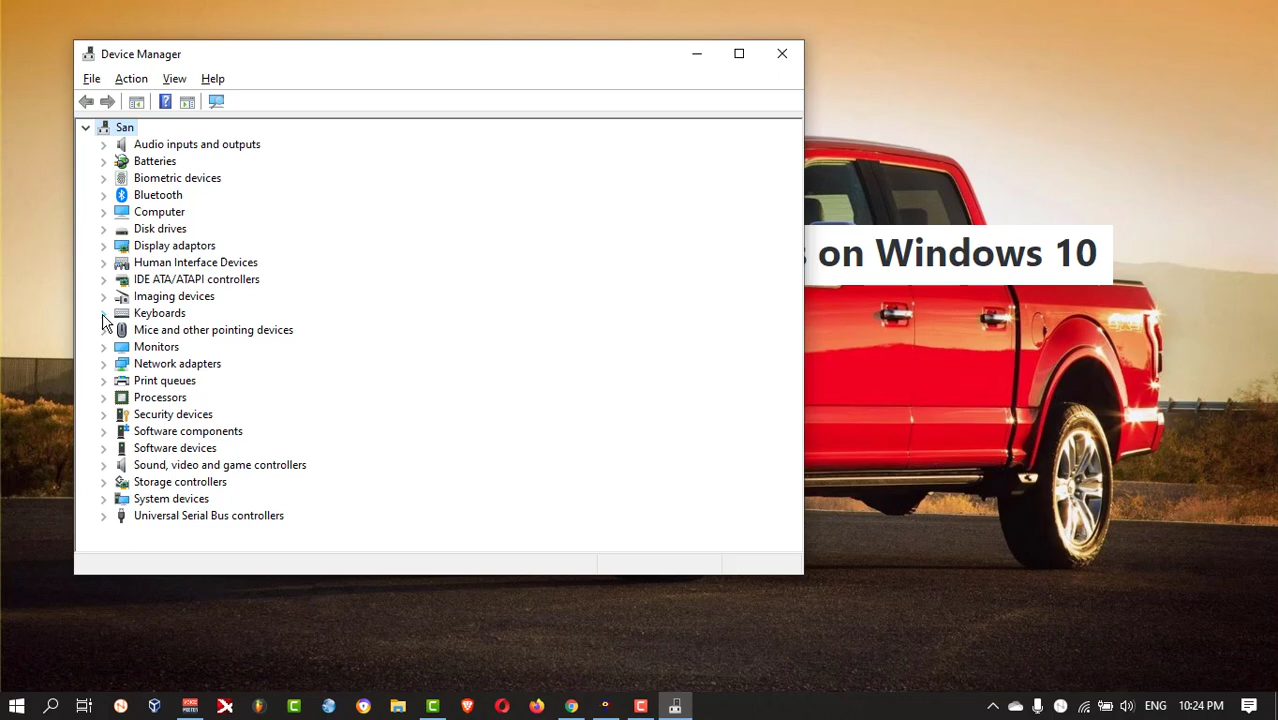 Device Manager
File Action View Help
San
Audio inputs and outputs
Batteries
Biometric devices
Bluetooth
Computer
Disk drives
Display adaptors
Human Interface Devices
IDE ATA/ATAPI controllers
Imaging devices
Keyboards
Mice and other pointing devices
Monitors
Network adapters
Print queues
Processors
Security devices
Software components
Software devices
Sound, video and game controllers
Storage controllers
System devices
Universal Serial Bus controllers
on Windows 10
ENG 10:24 PM